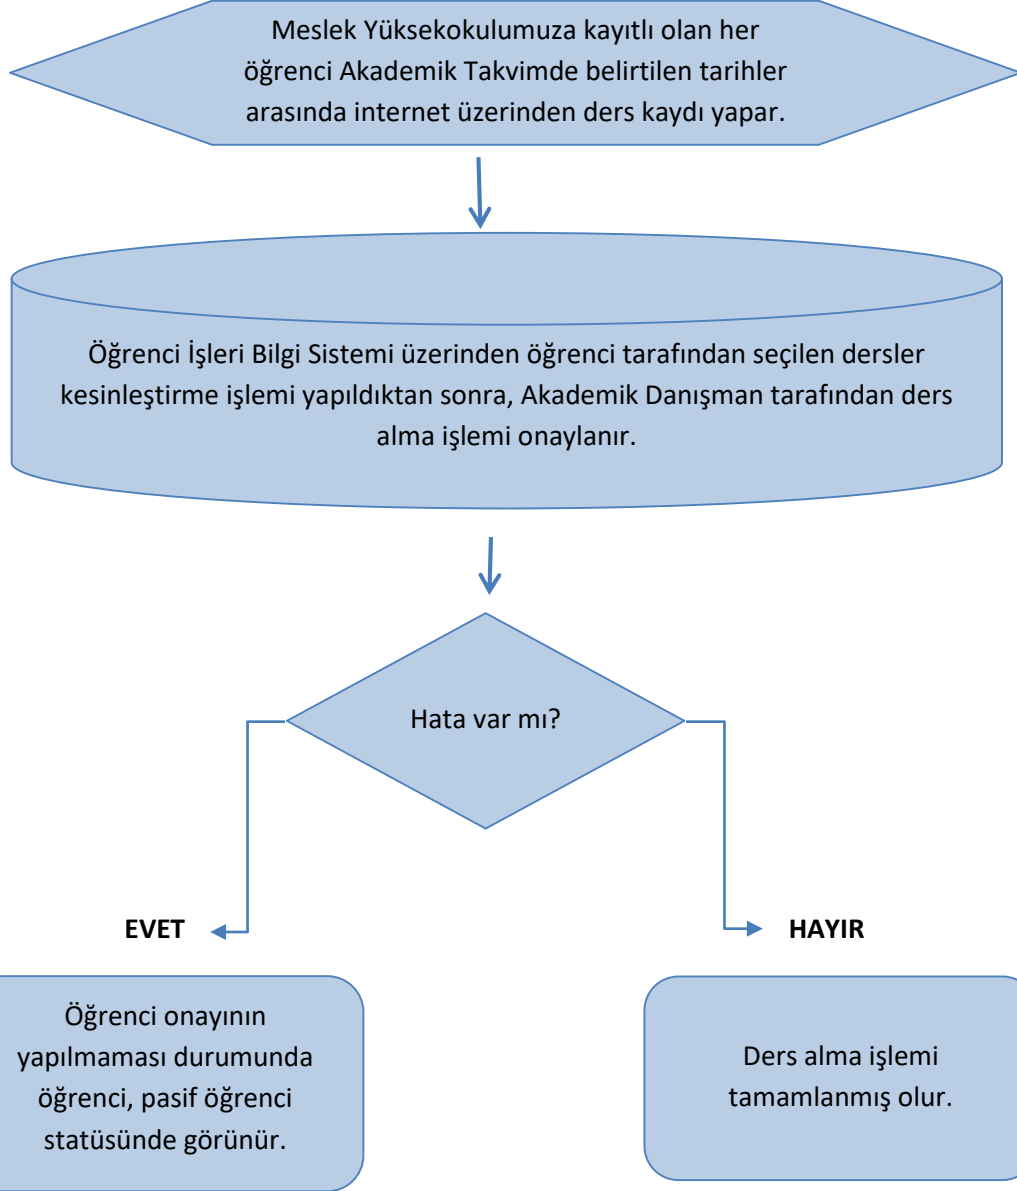 Meslek Yüksekokulumuza kayıtlı olan her
öğrenci Akademik Takvimde belirtilen tarihler
arasında internet üzerinden ders kaydı yapar.
Öğrenci İşleri Bilgi Sistemi üzerinden öğrenci tarafından seçilen dersler
kesinleştirme işlemi yapıldıktan sonra, Akademik Danışman tarafından ders
alma işlemi onaylanır.
Hata var mı?
EVET
HAYIR
Öğrenci onayının
yapılmaması durumunda
öğrenci, pasif öğrenci
statüsünde görünür.
Ders alma işlemi
tamamlanmış olur.